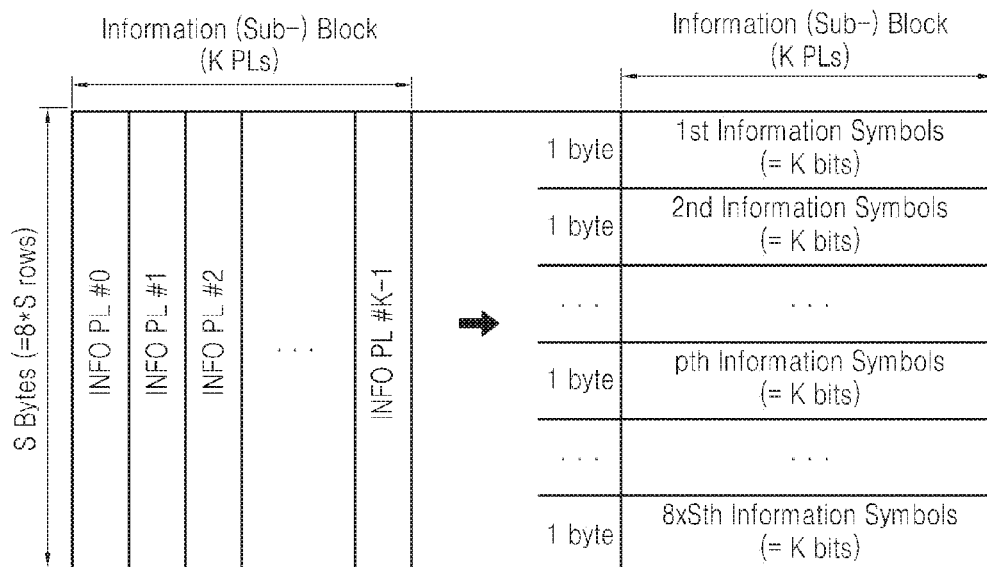 Information (Sub-) Block
(K PLs)
S Bytes (=8*S rows)
INFO PL #0
INFO PL #1
INFO PL #2
. . .
INFO PL #K-1
Information (Sub-) Block
(K PLs)
1 byte
1st Information Symbols
(= K bits)
1 byte
2nd Information Symbols
(= K bits)
. . .
. . .
1 byte
pth Information Symbols
(= K bits)
. . .
. . .
1 byte
8xSth Information Symbols
(= K bits)